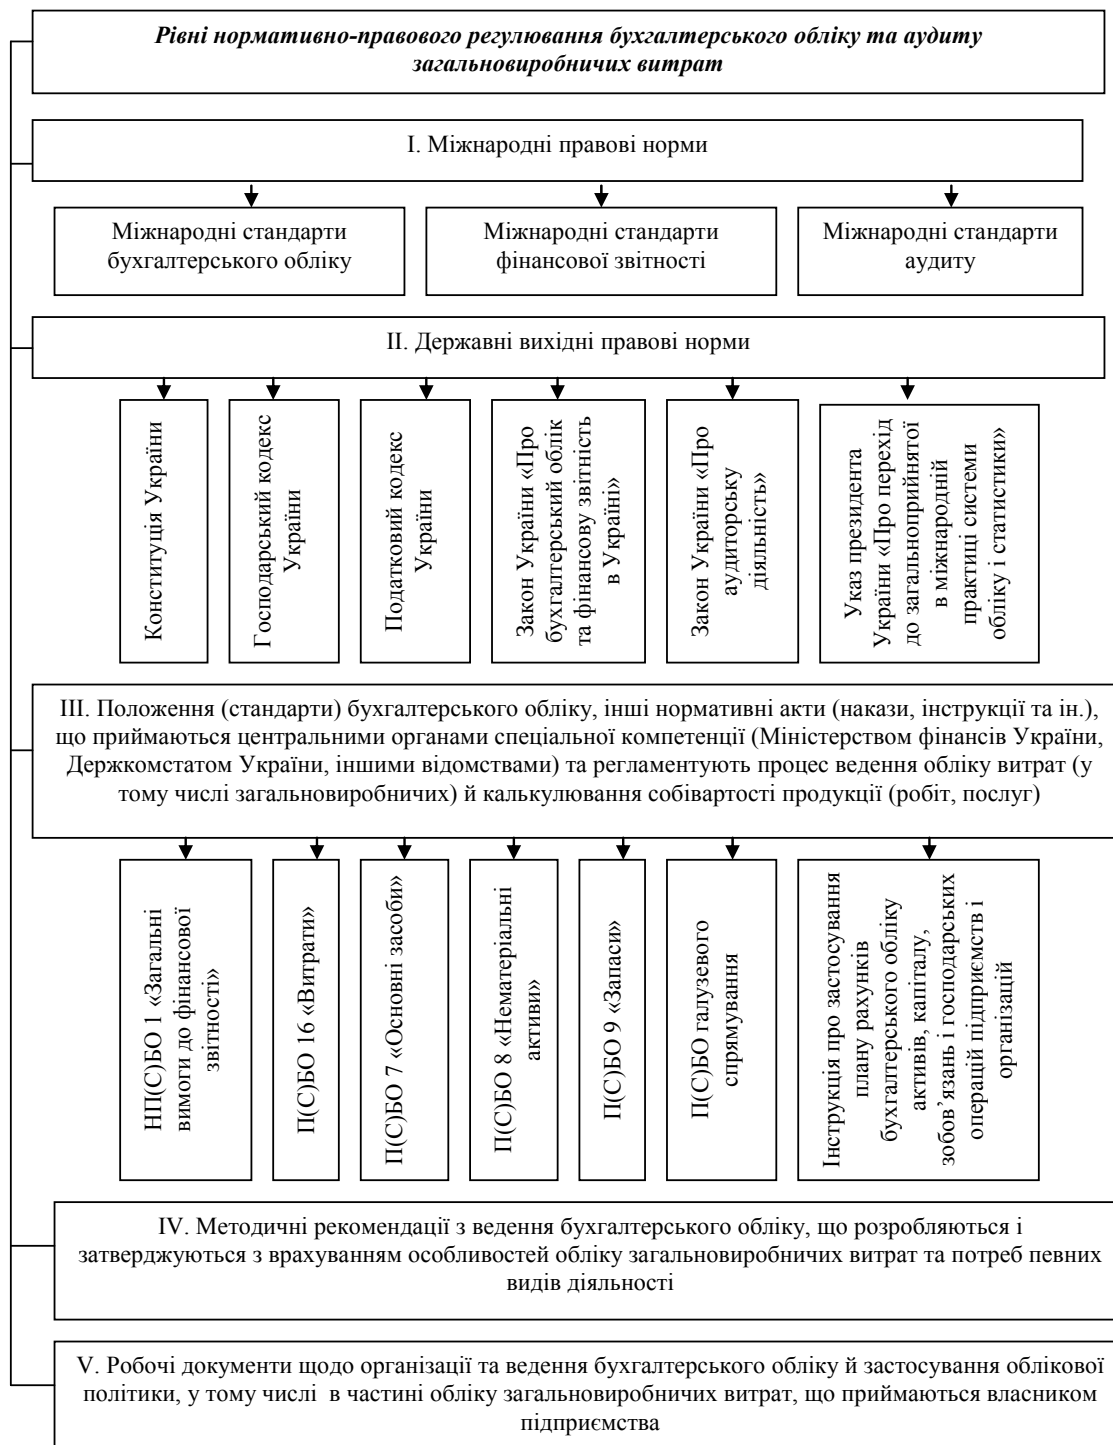 Рівні нормативно-правового регулювання бухгалтерського обліку та аудиту
загальновиробничих витрат
І. Міжнародні правові норми
Міжнародні стандарти
бухгалтерського обліку
Міжнародні стандарти
фінансової звітності
Міжнародні стандарти
аудиту
ІІ. Державні вихідні правові норми
Конституція України
Господарський кодекс
України
Податковий кодекс
України
Закон України «Про
бухгалтерський облік
та фінансову звітність
в Україні»
Закон України «Про
аудиторську
діяльність»
Указ президента
України «Про перехід
до загальноприйнятої
в міжнародній
практиці системи
обліку і статистики»
ІІІ. Положення (стандарти) бухгалтерського обліку, інші нормативні акти (накази, інструкції та ін.),
що приймаються центральними органами спеціальної компетенції (Міністерством фінансів України,
Держкомстатом України, іншими відомствами) та регламентують процес ведення обліку витрат (у
тому числі загальновиробничих) й калькулювання собівартості продукції (робіт, послуг)
НП(С)БО 1 «Загальні
вимоги до фінансової
звітності»
П(С)БО 16 «Витрати»
П(С)БО 7 «Основні засоби»
П(С)БО 8 «Нематеріальні
активи»
П(С)БО 9 «Запаси»
П(С)БО галузевого
спрямування
Інструкція про застосування
плану рахунків
бухгалтерського обліку
активів, капіталу,
зобов’язань і господарських
операцій підприємств і
організацій
IV. Методичні рекомендації з ведення бухгалтерського обліку, що розробляються і
затверджуються з врахуванням особливостей обліку загальновиробничих витрат та потреб певних
видів діяльності
V. Робочі документи щодо організації та ведення бухгалтерського обліку й застосування облікової
політики, у тому числі в частині обліку загальновиробничих витрат, що приймаються власником
підприємства